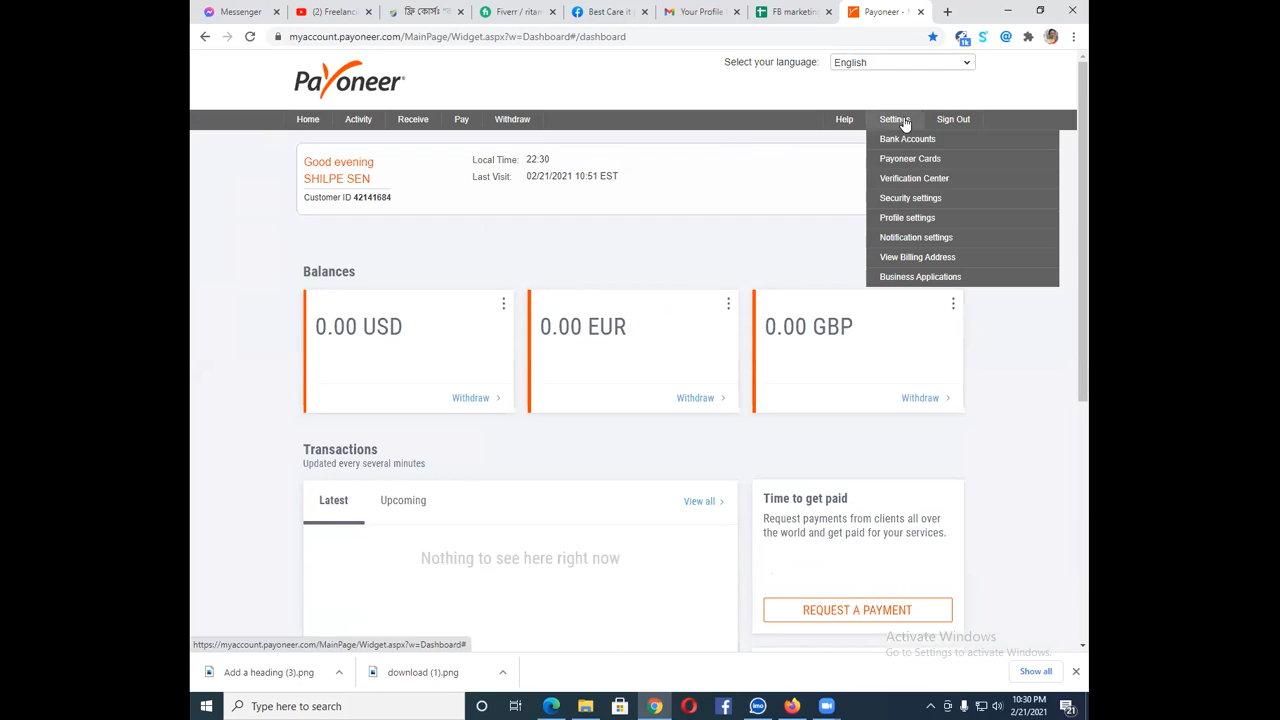 Messenger
(2) Freelanc
ফ্রি কোর্সঃ গ্
Fiverr / ritam
Best Care it
Your Profile
FB marketin
Payoneer -
myaccount.payoneer.com/MainPage/Widget.aspx?w=Dashboard#/dashboard
1k
Select your language:
English
Payoneer
Home
Activity
Receive
Pay
Withdraw
Help
Settings
Sign Out
Bank Accounts
Payoneer Cards
Verification Center
Security settings
Profile settings
Notification settings
View Billing Address
Business Applications
Good evening
SHILPE SEN
Customer ID 42141684
Local Time: 22:30
Last Visit: 02/21/2021 10:51 EST
Balances
0.00 USD
0.00 EUR
0.00 GBP
Withdraw
Withdraw
Withdraw
Transactions
Updated every several minutes
Latest
Upcoming
View all
Nothing to see here right now
Time to get paid
Request payments from clients all over
the world and get paid for your services.
REQUEST A PAYMENT
Activate Windows
Go to Settings to activate Windows.
https://myaccount.payoneer.com/MainPage/Widget.aspx?w=Dashboard#
Add a heading (3).png
download (1).png
Show all
Type here to search
imo
10:30 PM
2/21/2021
21